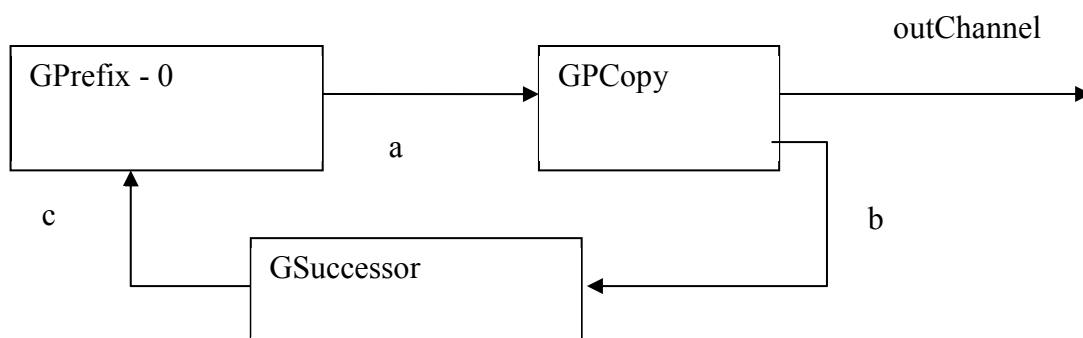 outChannel
GPrefix - 0
GPCopy
a
c
b
GSuccessor